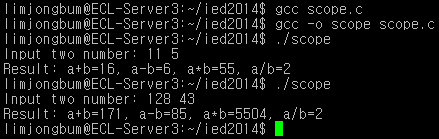 limjongbum@ECL-Server3:~/ied2014$ gcc scope.c
limjongbum@ECL-Server3:~/ied2014$ gcc -o scope scope.c
limjongbum@ECL-Server3:~/ied2014$ ./scope
Input two number: 11 5
Result: a+b=16, a-b=6, a*b=55, a/b=2
limjongbum@ECL-Server3:~/ied2014$ ./scope
Input two number: 128 43
Result: a+b=171, a-b=85, a*b=5504, a/b=2
limjongbum@ECL-Server3:~/ied2014$